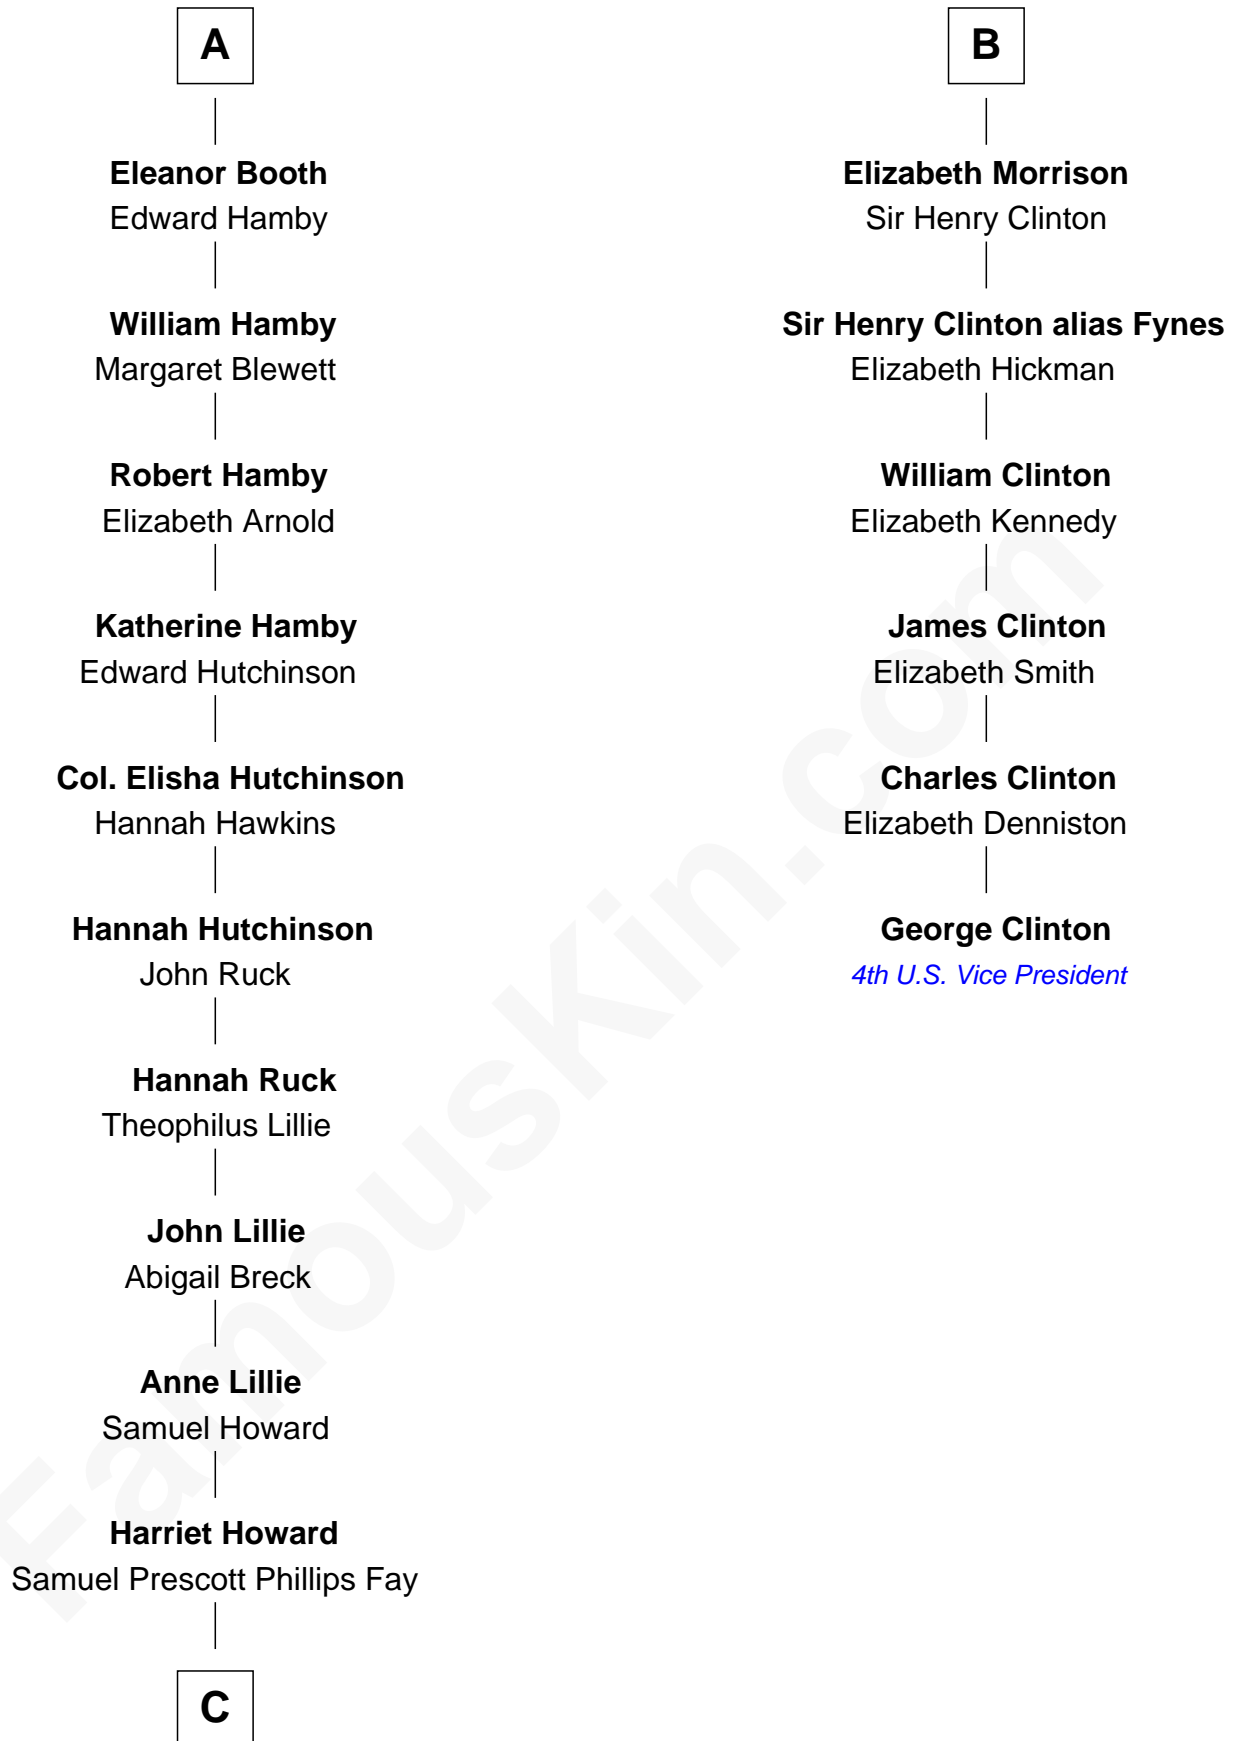 A
Eleanor Booth
Edward Hamby
William Hamby
Margaret Blewett
Robert Hamby
Elizabeth Arnold
Katherine Hamby
Edward Hutchinson
Col. Elisha Hutchinson
Hannah Hawkins
Hannah Hutchinson
John Ruck
Hannah Ruck
Theophilus Lillie
John Lillie
Abigail Breck
Anne Lillie
Samuel Howard
Harriet Howard
Samuel Prescott Phillips Fay
C
B
Elizabeth Morrison
Sir Henry Clinton
Sir Henry Clinton alias Fynes
Elizabeth Hickman
William Clinton
Elizabeth Kennedy
James Clinton
Elizabeth Smith
Charles Clinton
Elizabeth Denniston
George Clinton
4th U.S. Vice President
FamousKin.com